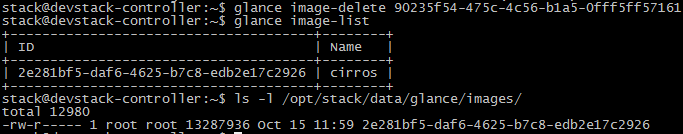 stack@devstack-controller:~$ glance image-delete 90235f54-475c-4c56-b1a5-0fff5ff57161
stack@devstack-controller:~$ glance image-list
+--------------------------------------+--------+
| ID                                   | Name   |
+--------------------------------------+--------+
| 2e281bf5-daf6-4625-b7c8-edb2e17c2926 | cirros |
+--------------------------------------+--------+
stack@devstack-controller:~$ ls -l /opt/stack/data/glance/images/
total 12980
-rw-r----- 1 root root 13287936 Oct 15 11:59 2e281bf5-daf6-4625-b7c8-edb2e17c2926